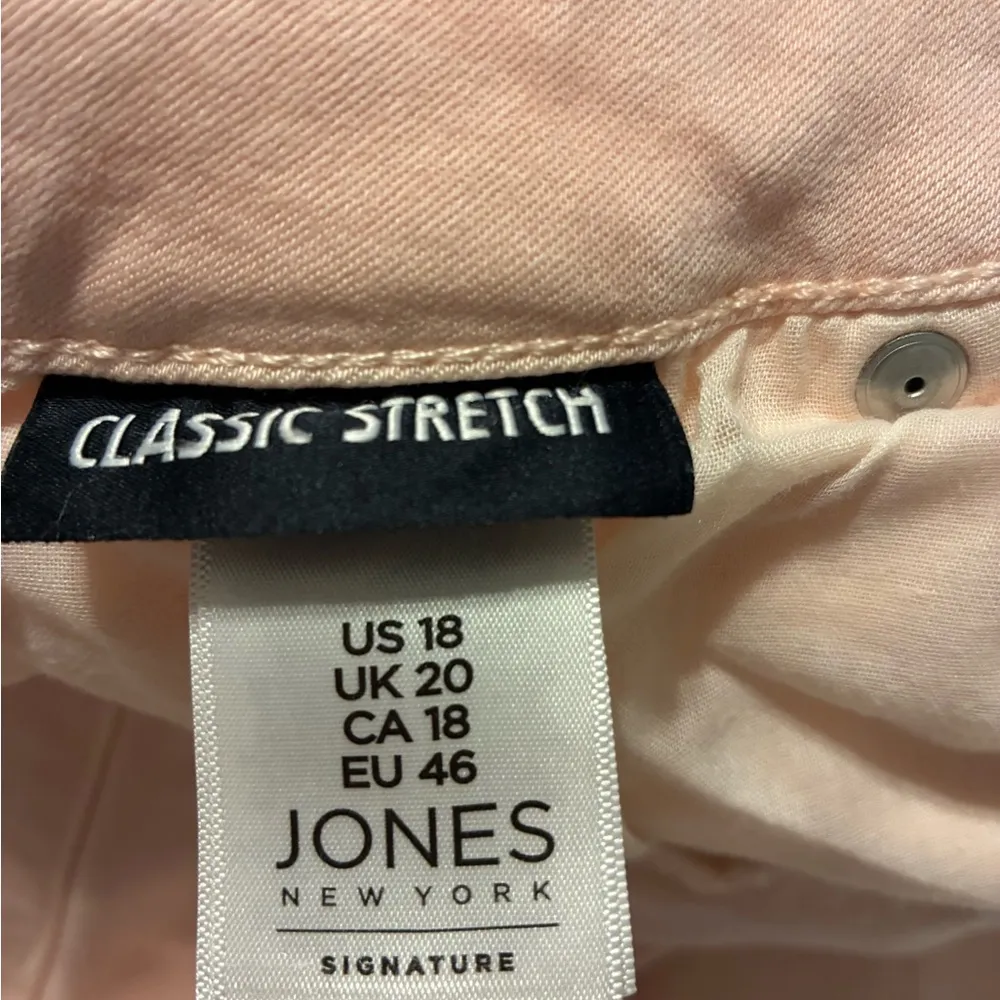 CLASSIC STRETCH
US 18
UK 20
CA 18
EU 46
JONES
NEW YORK
SIGNATURE